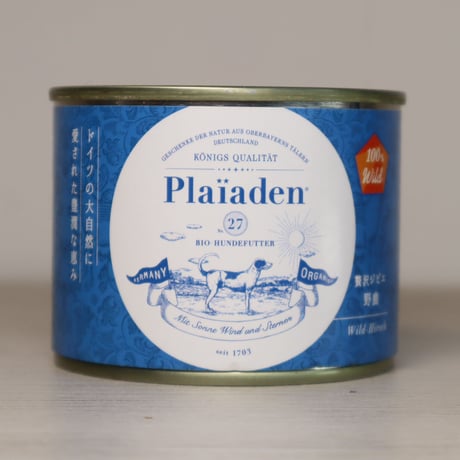 ドイツの大自然に
愛された豊潤な恵み
GESCHENKE DER NATUR AUS OBERBAYERNS TÄLERN
DEUTSCHLAND
KÖNIGS QUALITÄT
Plaïaden®
No. 27
BIO HUNDEFUTTER
GERMANY
ORGANIC
Mit Sonne Wind und Sternen
seit 1703
100%
Wild
贅沢ジビエ
野鹿
Wild-Hirsch